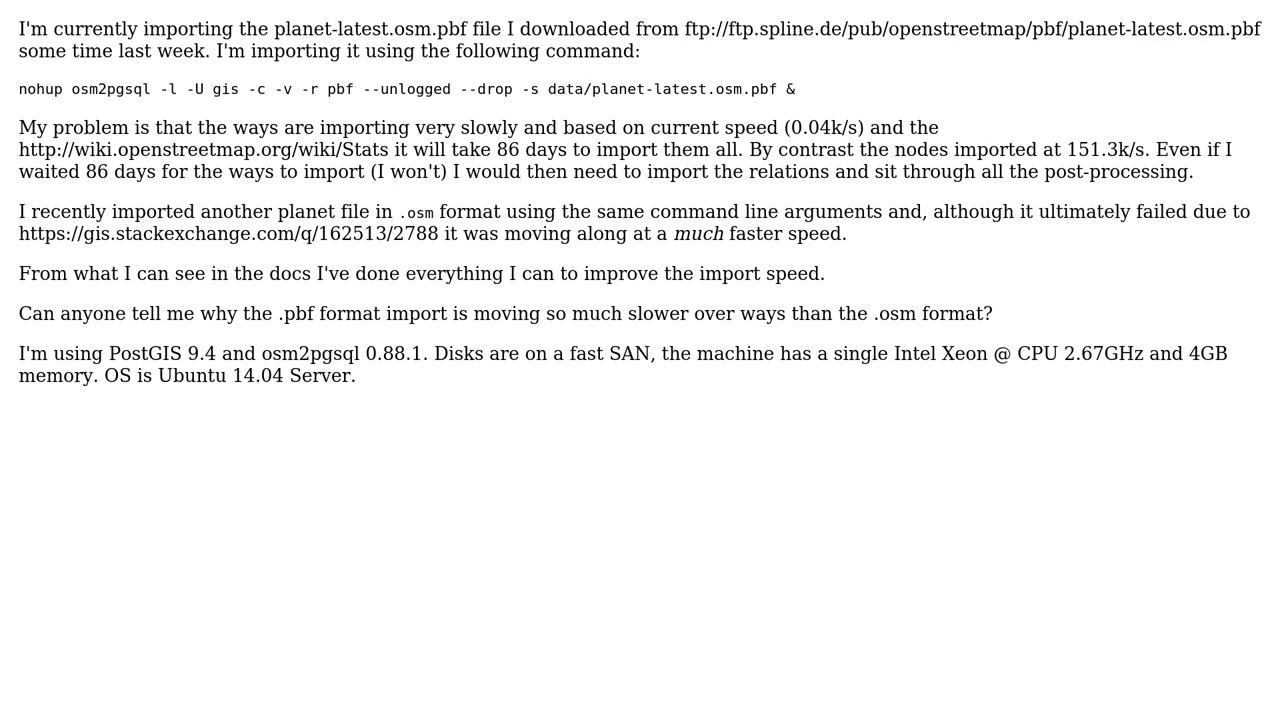 I'm currently importing the planet-latest.osm.pbf file I downloaded from ftp://ftp.spline.de/pub/openstreetmap/pbf/planet-latest.osm.pbf
some time last week. I'm importing it using the following command:
nohup osm2pgsql -l -U gis -c -v -r pbf --unlogged --drop -s data/planet-latest.osm.pbf &
My problem is that the ways are importing very slowly and based on current speed (0.04k/s) and the
http://wiki.openstreetmap.org/wiki/Stats it will take 86 days to import them all. By contrast the nodes imported at 151.3k/s. Even if I
waited 86 days for the ways to import (I won't) I would then need to import the relations and sit through all the post-processing.
I recently imported another planet file in .osm format using the same command line arguments and, although it ultimately failed due to
https://gis.stackexchange.com/q/162513/2788 it was moving along at a much faster speed.
From what I can see in the docs I've done everything I can to improve the import speed.
Can anyone tell me why the .pbf format import is moving so much slower over ways than the .osm format?
I'm using PostGIS 9.4 and osm2pgsql 0.88.1. Disks are on a fast SAN, the machine has a single Intel Xeon @ CPU 2.67GHz and 4GB
memory. OS is Ubuntu 14.04 Server.